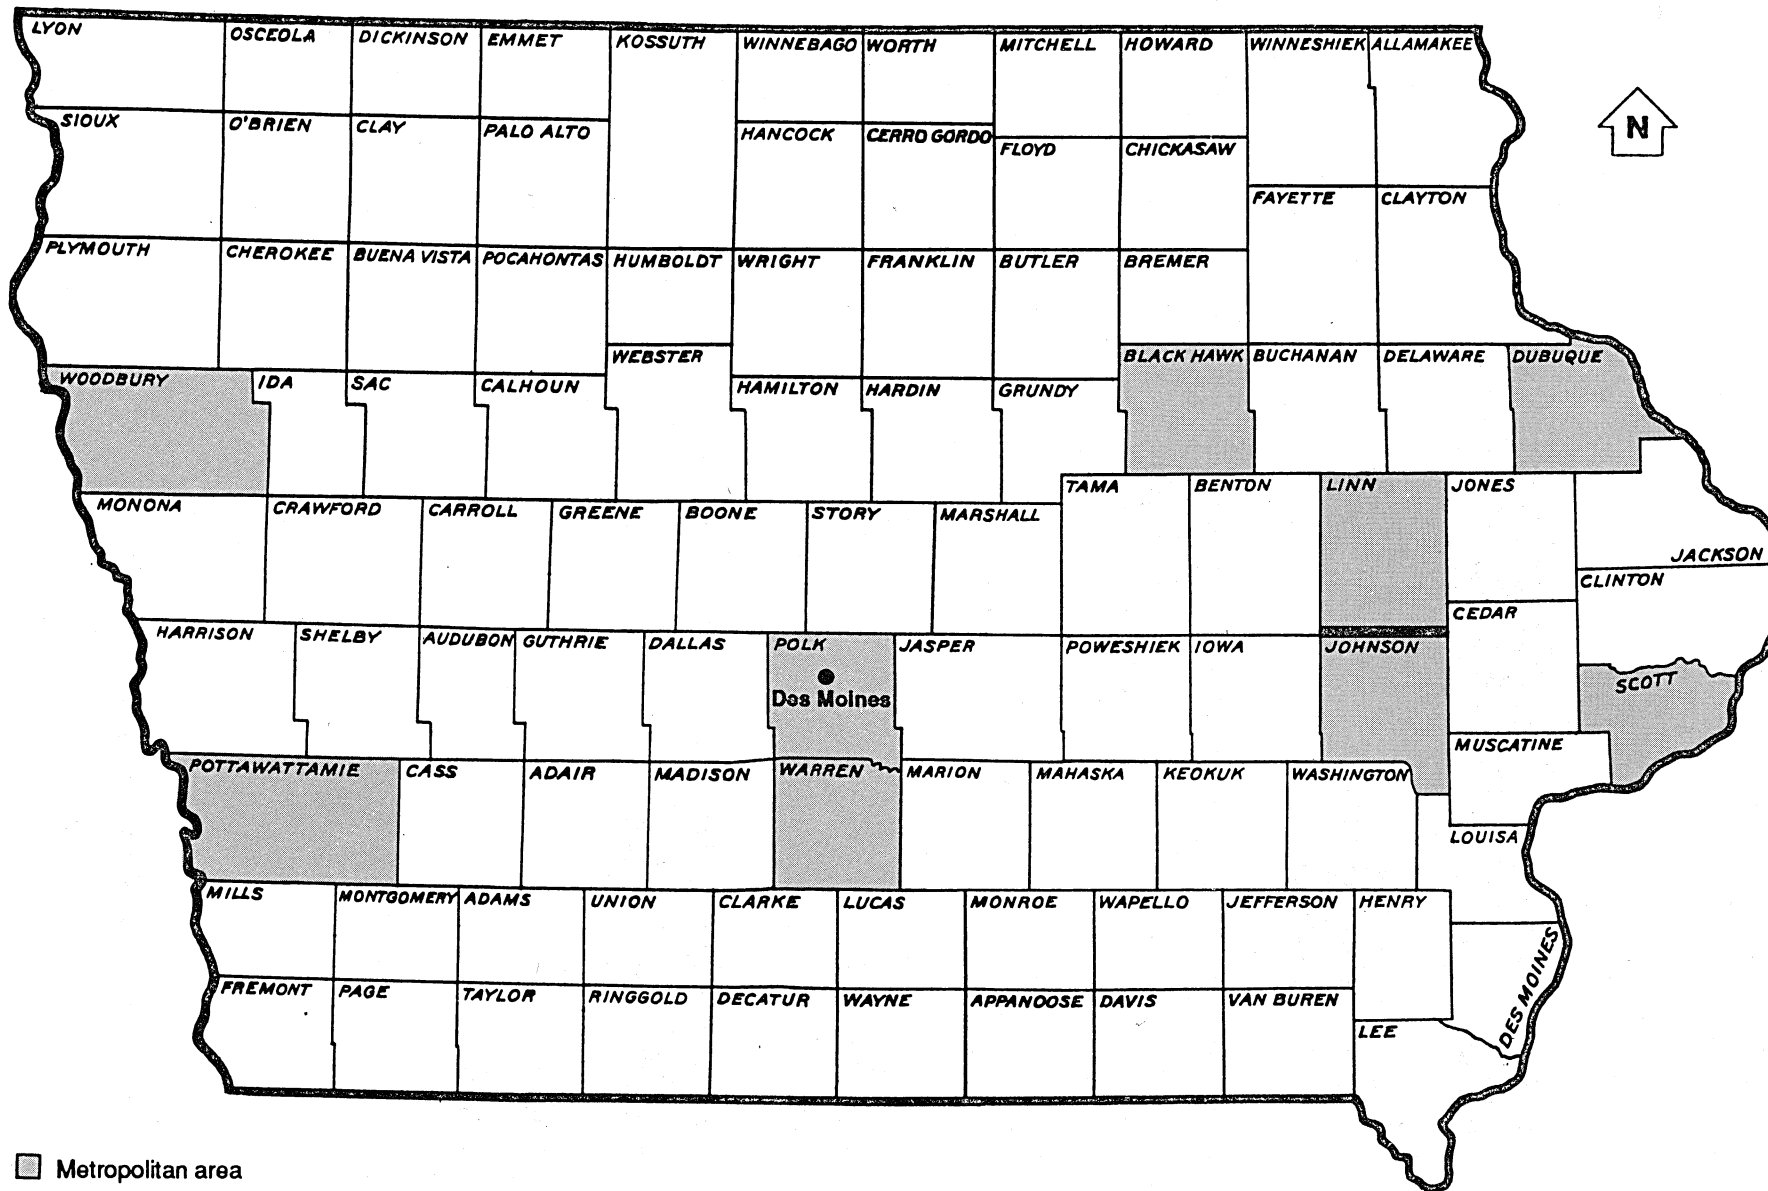 LYON OSCEOLA DICKINSON EMMET KOSSUTH WINNEBAGO WORTH MITCHELL HOWARD WINNESHIEK ALLAMAKEE
SIOUX O'BRIEN CLAY PALO ALTO HANCOCK CERRO GORDO FLOYD CHICKASAW
N
FAYETTE CLAYTON
PLYMOUTH CHEROKEE BUENA VISTA POCAHONTAS HUMBOLDT WRIGHT FRANKLIN BUTLER BREMER
WEBSTER BLACK HAWK BUCHANAN DELAWARE DUBUQUE
WOODBURY IDA SAC CALHOUN HAMILTON HARDIN GRUNDY
TAMA BENTON LINN JONES
MONONA CRAWFORD CARROLL GREENE BOONE STORY MARSHALL
JACKSON
CLINTON
CEDAR
HARRISON SHELBY AUDUBON GUTHRIE DALLAS POLK JASPER POWESHIEK IOWA JOHNSON
SCOTT
Des Moines
MUSCATINE
POTTAWATTAMIE CASS ADAIR MADISON WARREN MARION MAHASKA KEOKUK WASHINGTON
LOUISA
MILLS MONTGOMERY ADAMS UNION CLARKE LUCAS MONROE WAPELLO JEFFERSON HENRY
DES MOINES
FREMONT PAGE TAYLOR RINGGOLD DECATUR WAYNE APPANOOSE DAVIS VAN BUREN
LEE
Metropolitan area